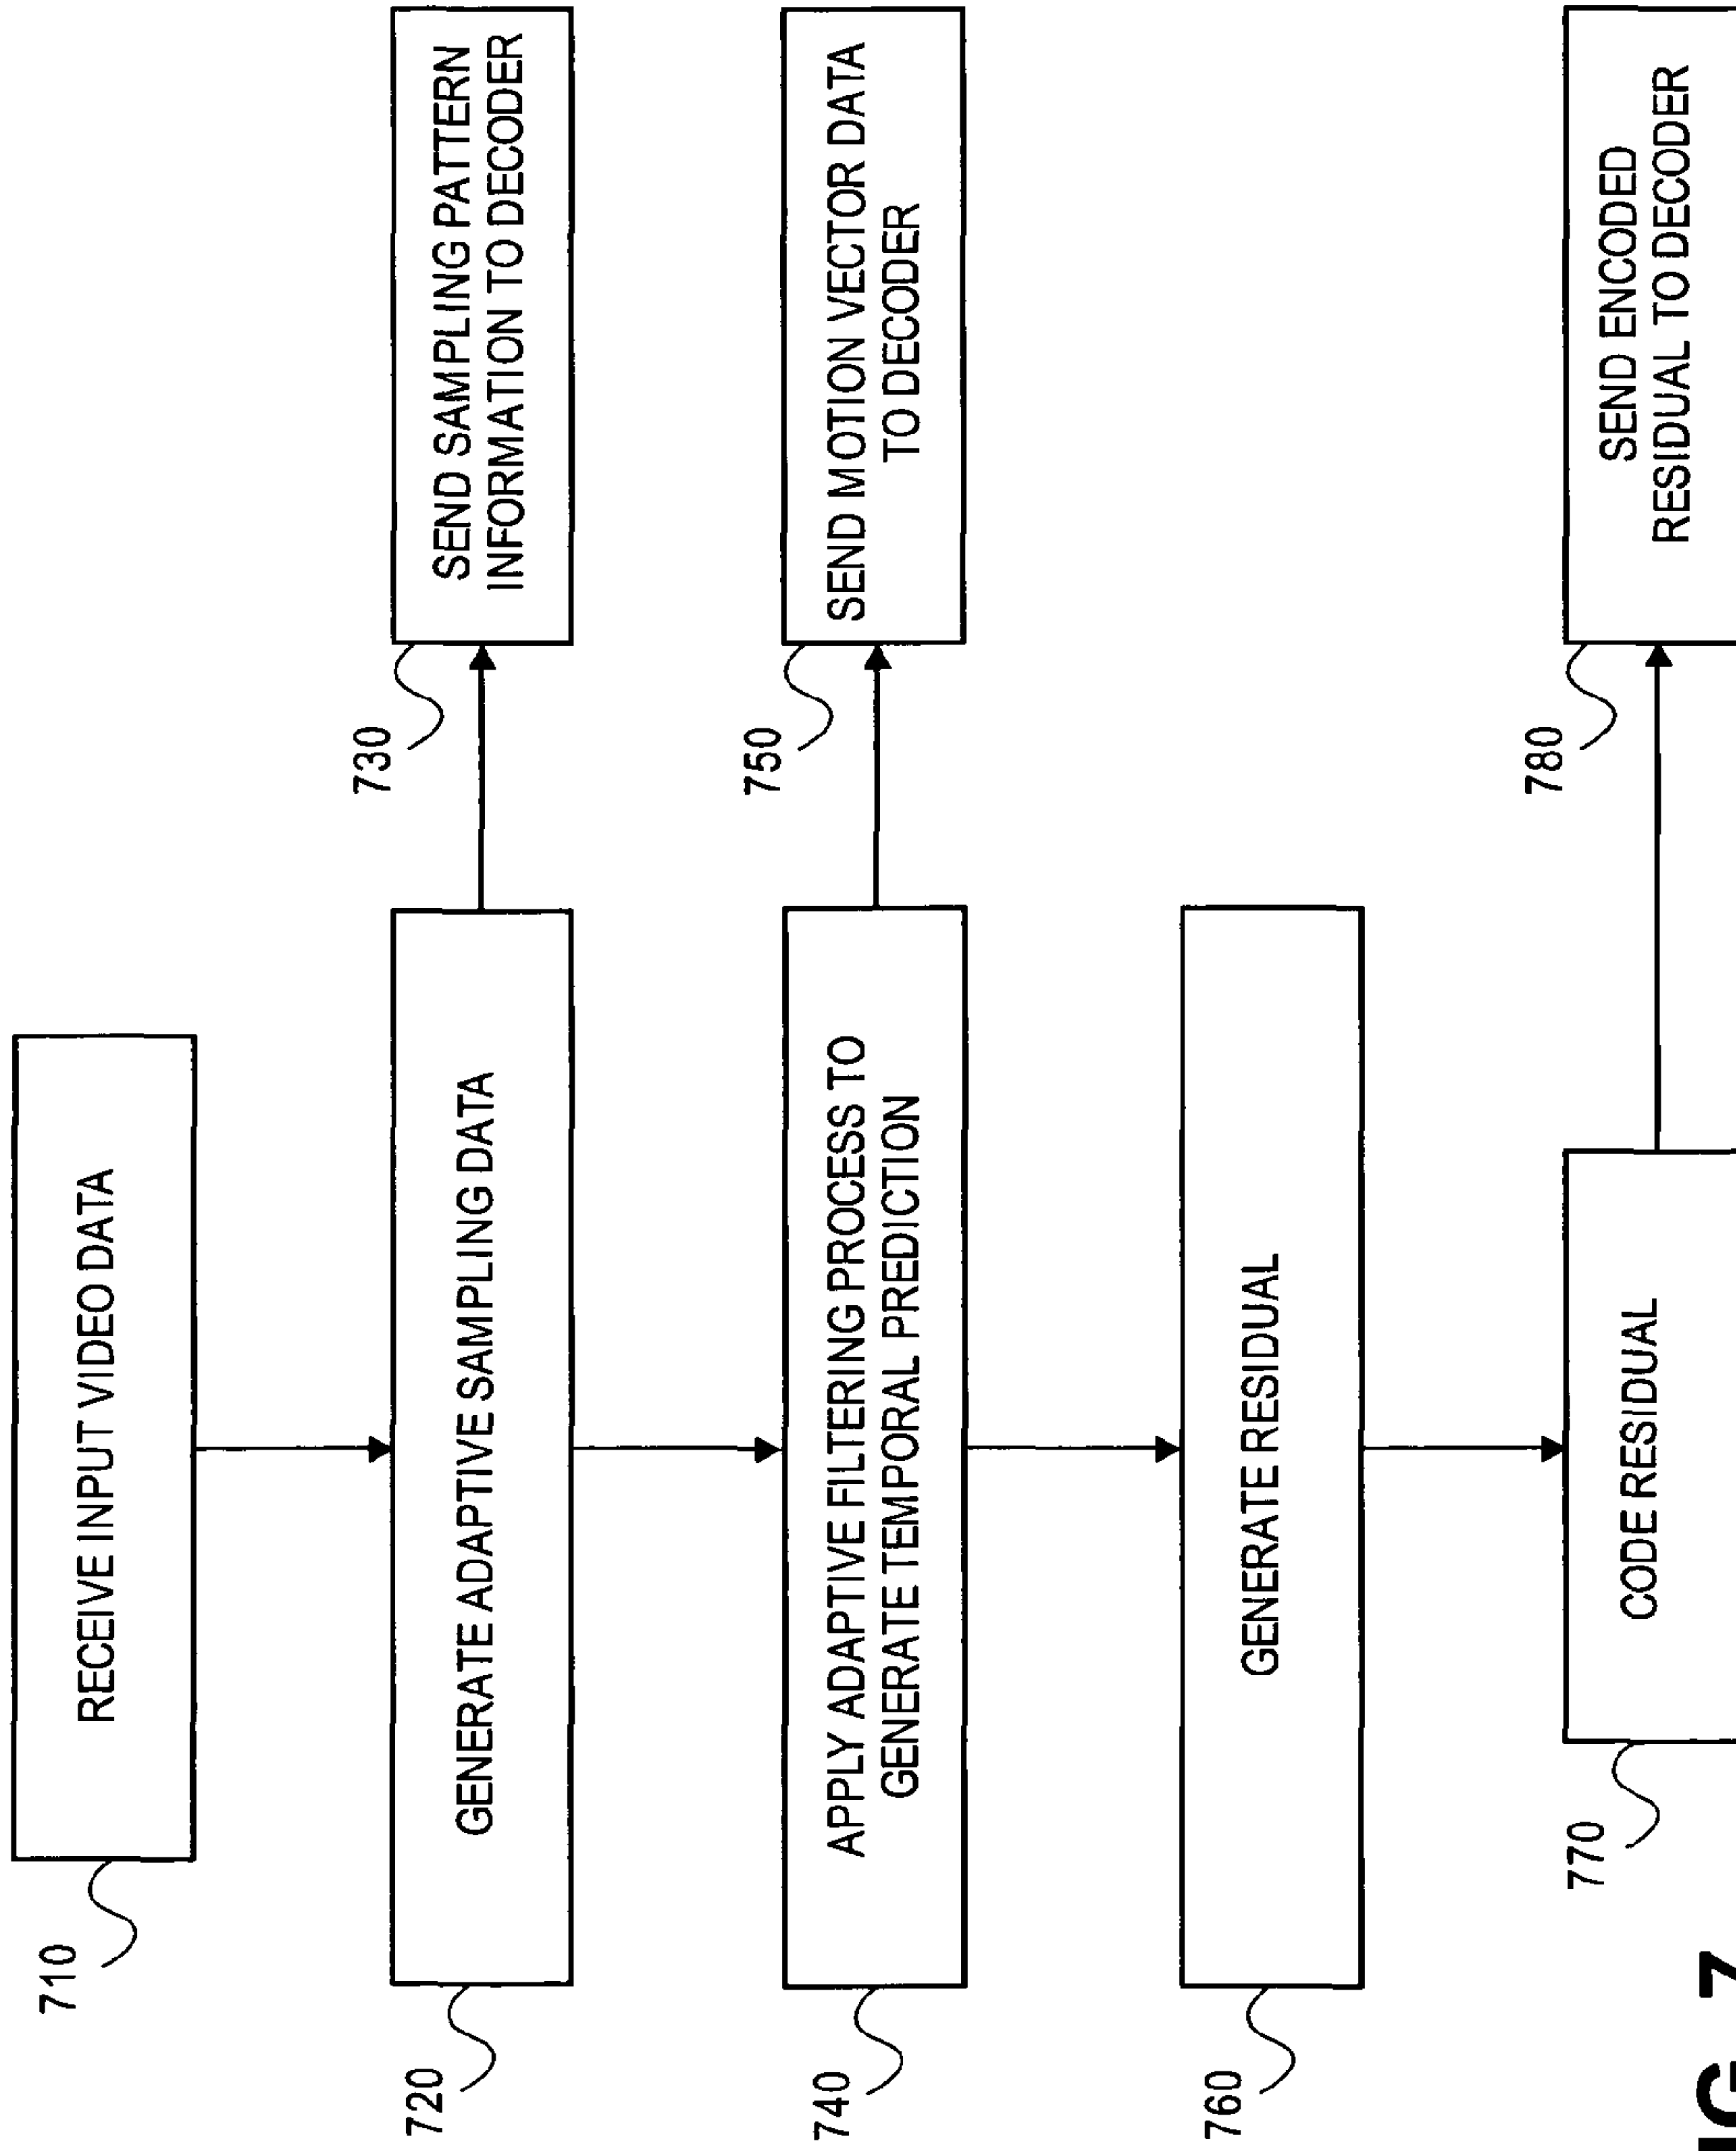 710
RECEIVE INPUT VIDEO DATA
720
GENERATE ADAPTIVE SAMPLING DATA
730
SEND SAMPLING PATTERN
INFORMATION TO DECODER
740
APPLY ADAPTIVE FILTERING PROCESS TO
GENERATE TEMPORAL PREDICTION
750
SEND MOTION VECTOR DATA
TO DECODER
760
GENERATE RESIDUAL
770
CODE RESIDUAL
780
SEND ENCODED
RESIDUAL TO DECODER
IG. 7